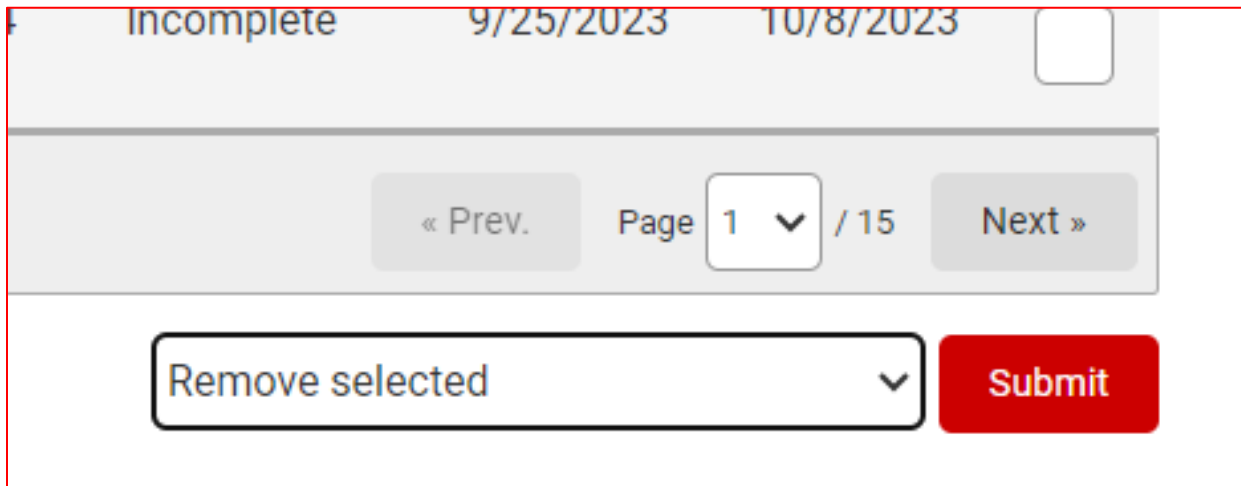 Incomplete 9/25/2023 10/8/2023
« Prev. Page 1 / 15 Next »
Remove selected Submit